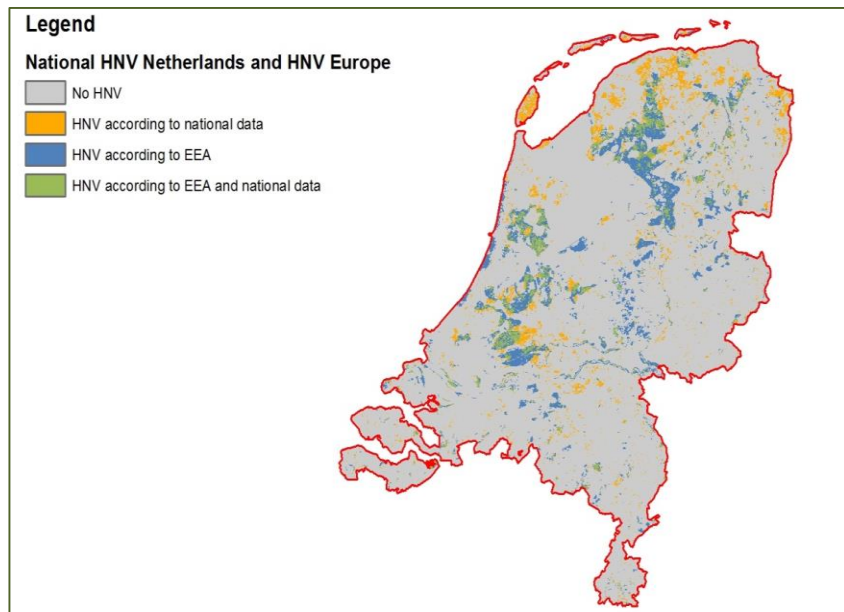 Legend
National HNV Netherlands and HNV Europe
No HNV
HNV according to national data
HNV according to EEA
HNV according to EEA and national data